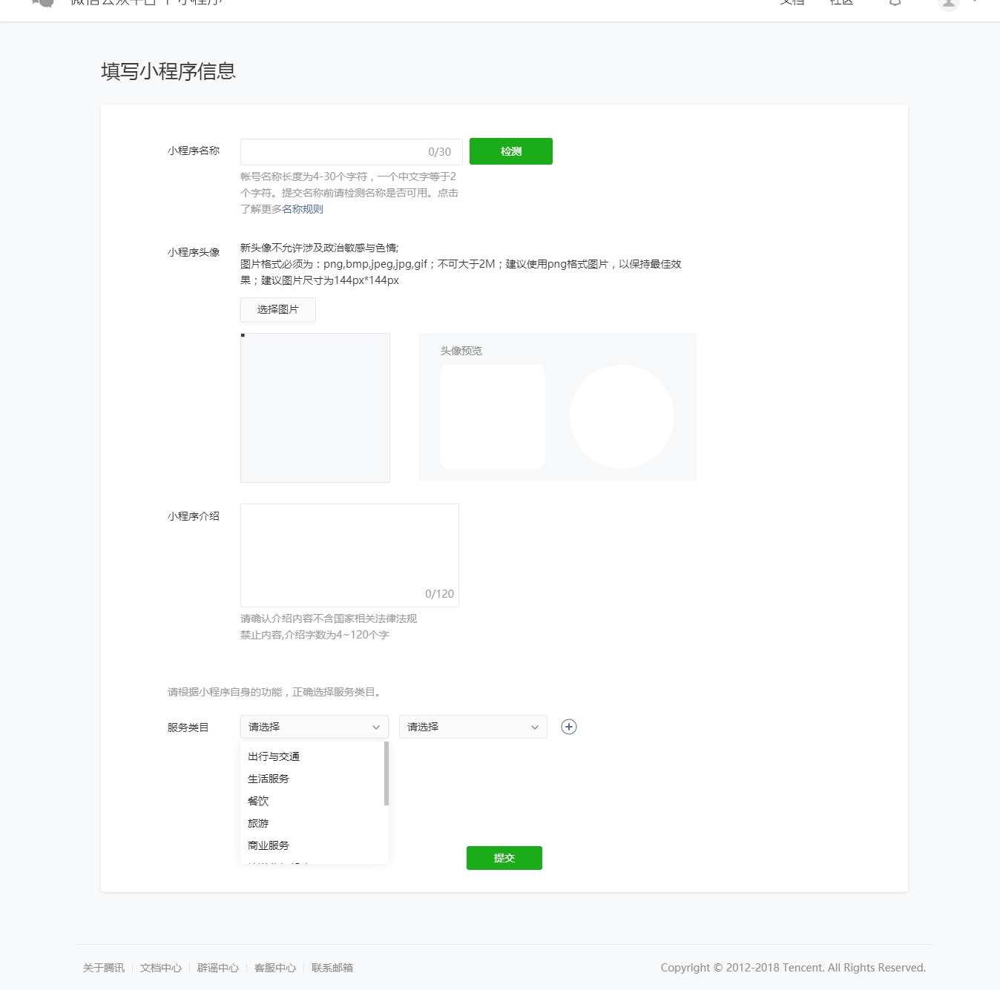 填写小程序信息
小程序名称
0/30
检测
帐号名称长度为4-30个字符，一个中文字等于2
个字符。提交名称前请检测名称是否可用。点击
了解更多名称规则
小程序头像
新头像不允许涉及政治敏感与色情;
图片格式必须为：png,bmp,jpeg,jpg,gif；不可大于2M；建议使用png格式图片，以保持最佳效
果；建议图片尺寸为144px*144px
选择图片
头像预览
小程序介绍
0/120
请确认介绍内容不含国家相关法律法规
禁止内容,介绍字数为4~120个字
请根据小程序自身的功能，正确选择服务类目。
服务类目
请选择
请选择
出行与交通
生活服务
餐饮
旅游
商业服务
提交
关于腾讯
文档中心
辟谣中心
客服中心
联系邮箱
Copyright © 2012-2018 Tencent. All Rights Reserved.